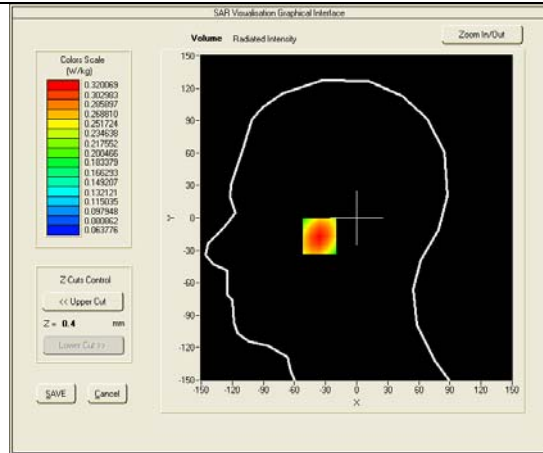 SAR Visualisation Graphical Interface
Volume Radiated Intensity
Zoom In/Out
Colors Scale
(W/kg)
0.320069
0.302983
0.285897
0.268810
0.251724
0.234638
0.217552
0.200466
0.183379
0.166293
0.149207
0.132121
0.115035
0.097948
0.080862
0.063776
Z-Cuts Control
<< Upper Cut
Z = 0.4 mm
Lower Cut >>
SAVE Cancel
150-
120-
90-
60-
30-
Y
0-
-30-
-60-
-90-
-120-
-150-
-150 -120 -90 -60 -30 0 30 60 90 120 150
X